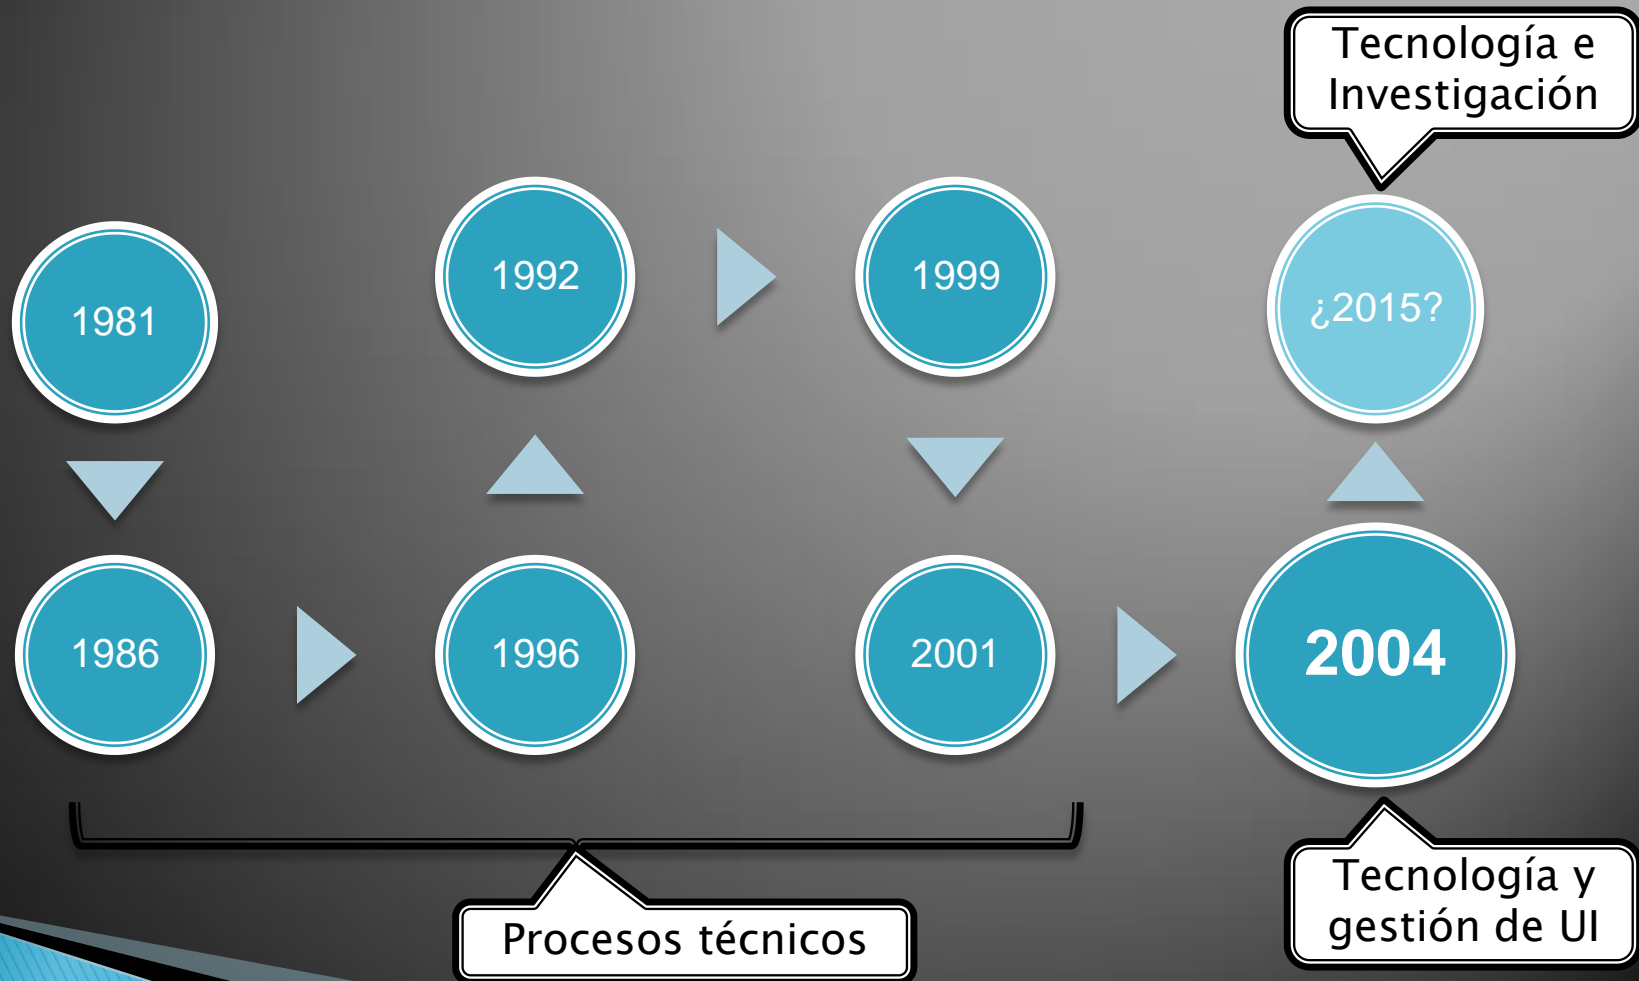 Tecnología e
Investigación
1981
1992
1999
¿2015?
1986
1996
2001
2004
Procesos técnicos
Tecnología y
gestión de UI